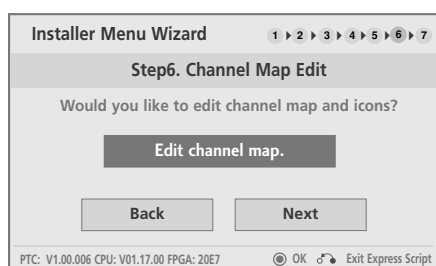 Installer Menu Wizard 1 2 3 4 5 6 7
Step6. Channel Map Edit
Would you like to edit channel map and icons?
Edit channel map.
Back Next
PTC: V1.00.006 CPU: V01.17.00 FPGA: 20E7 OK Exit Express Script